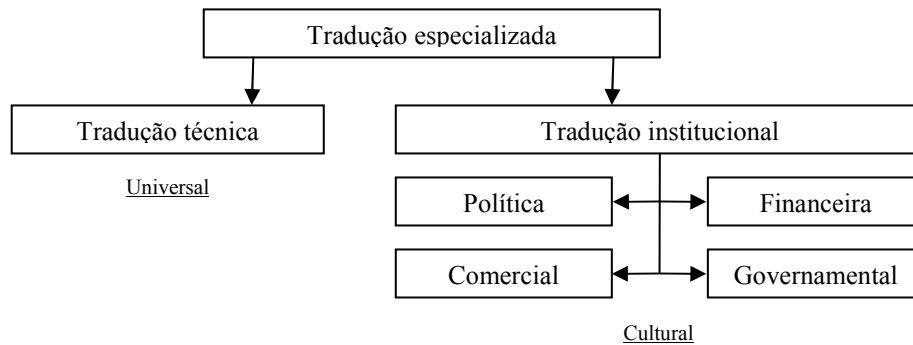 Tradução especializada
Tradução técnica
Tradução institucional
Universal
Política
Financeira
Comercial
Governamental
Cultural